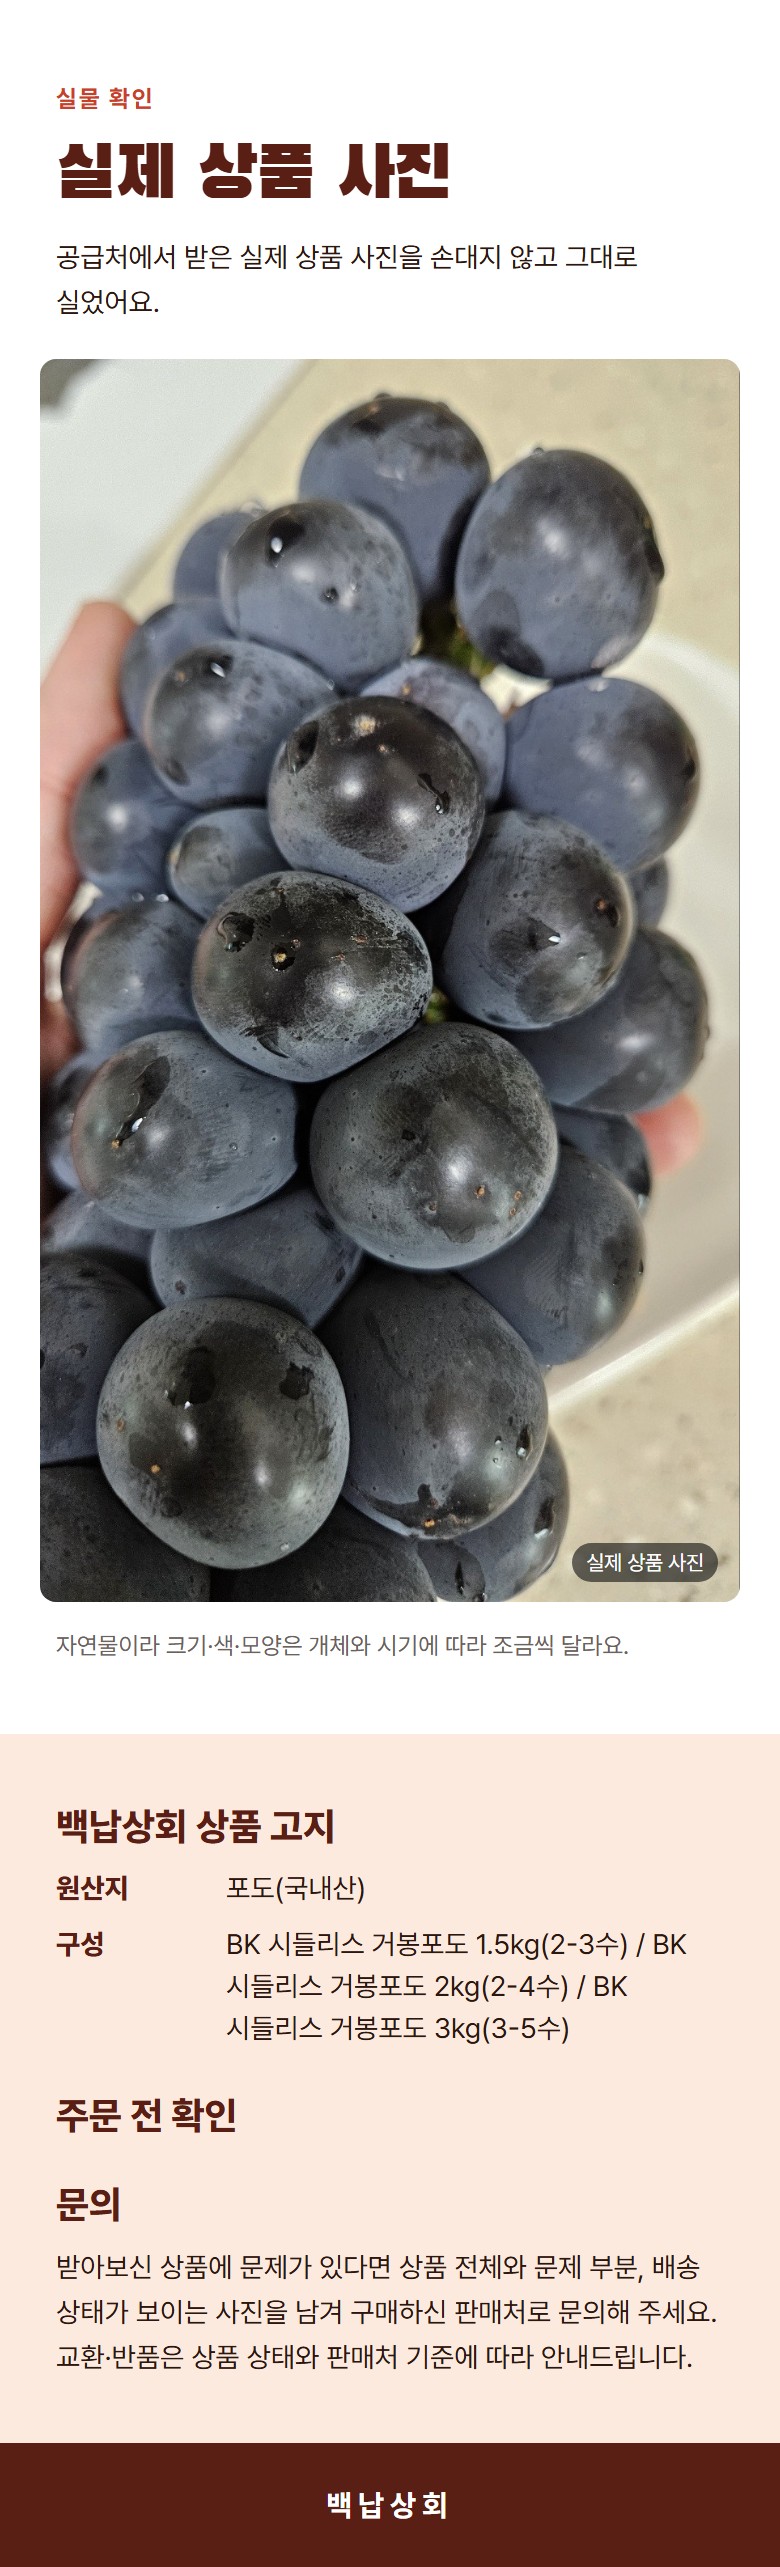 실물 확인
실제 상품 사진
공급처에서 받은 실제 상품 사진을 손대지 않고 그대로
실었어요.
실제 상품 사진
자연물이라 크기·색·모양은 개체와 시기에 따라 조금씩 달라요.
백납상회 상품 고지
원산지 포도(국내산)
구성 BK 시들리스 거봉포도 1.5kg(2-3수) / BK
시들리스 거봉포도 2kg(2-4수) / BK
시들리스 거봉포도 3kg(3-5수)
주문 전 확인
문의
받아보신 상품에 문제가 있다면 상품 전체와 문제 부분, 배송
상태가 보이는 사진을 남겨 구매하신 판매처로 문의해 주세요.
교환·반품은 상품 상태와 판매처 기준에 따라 안내드립니다.
백납상회